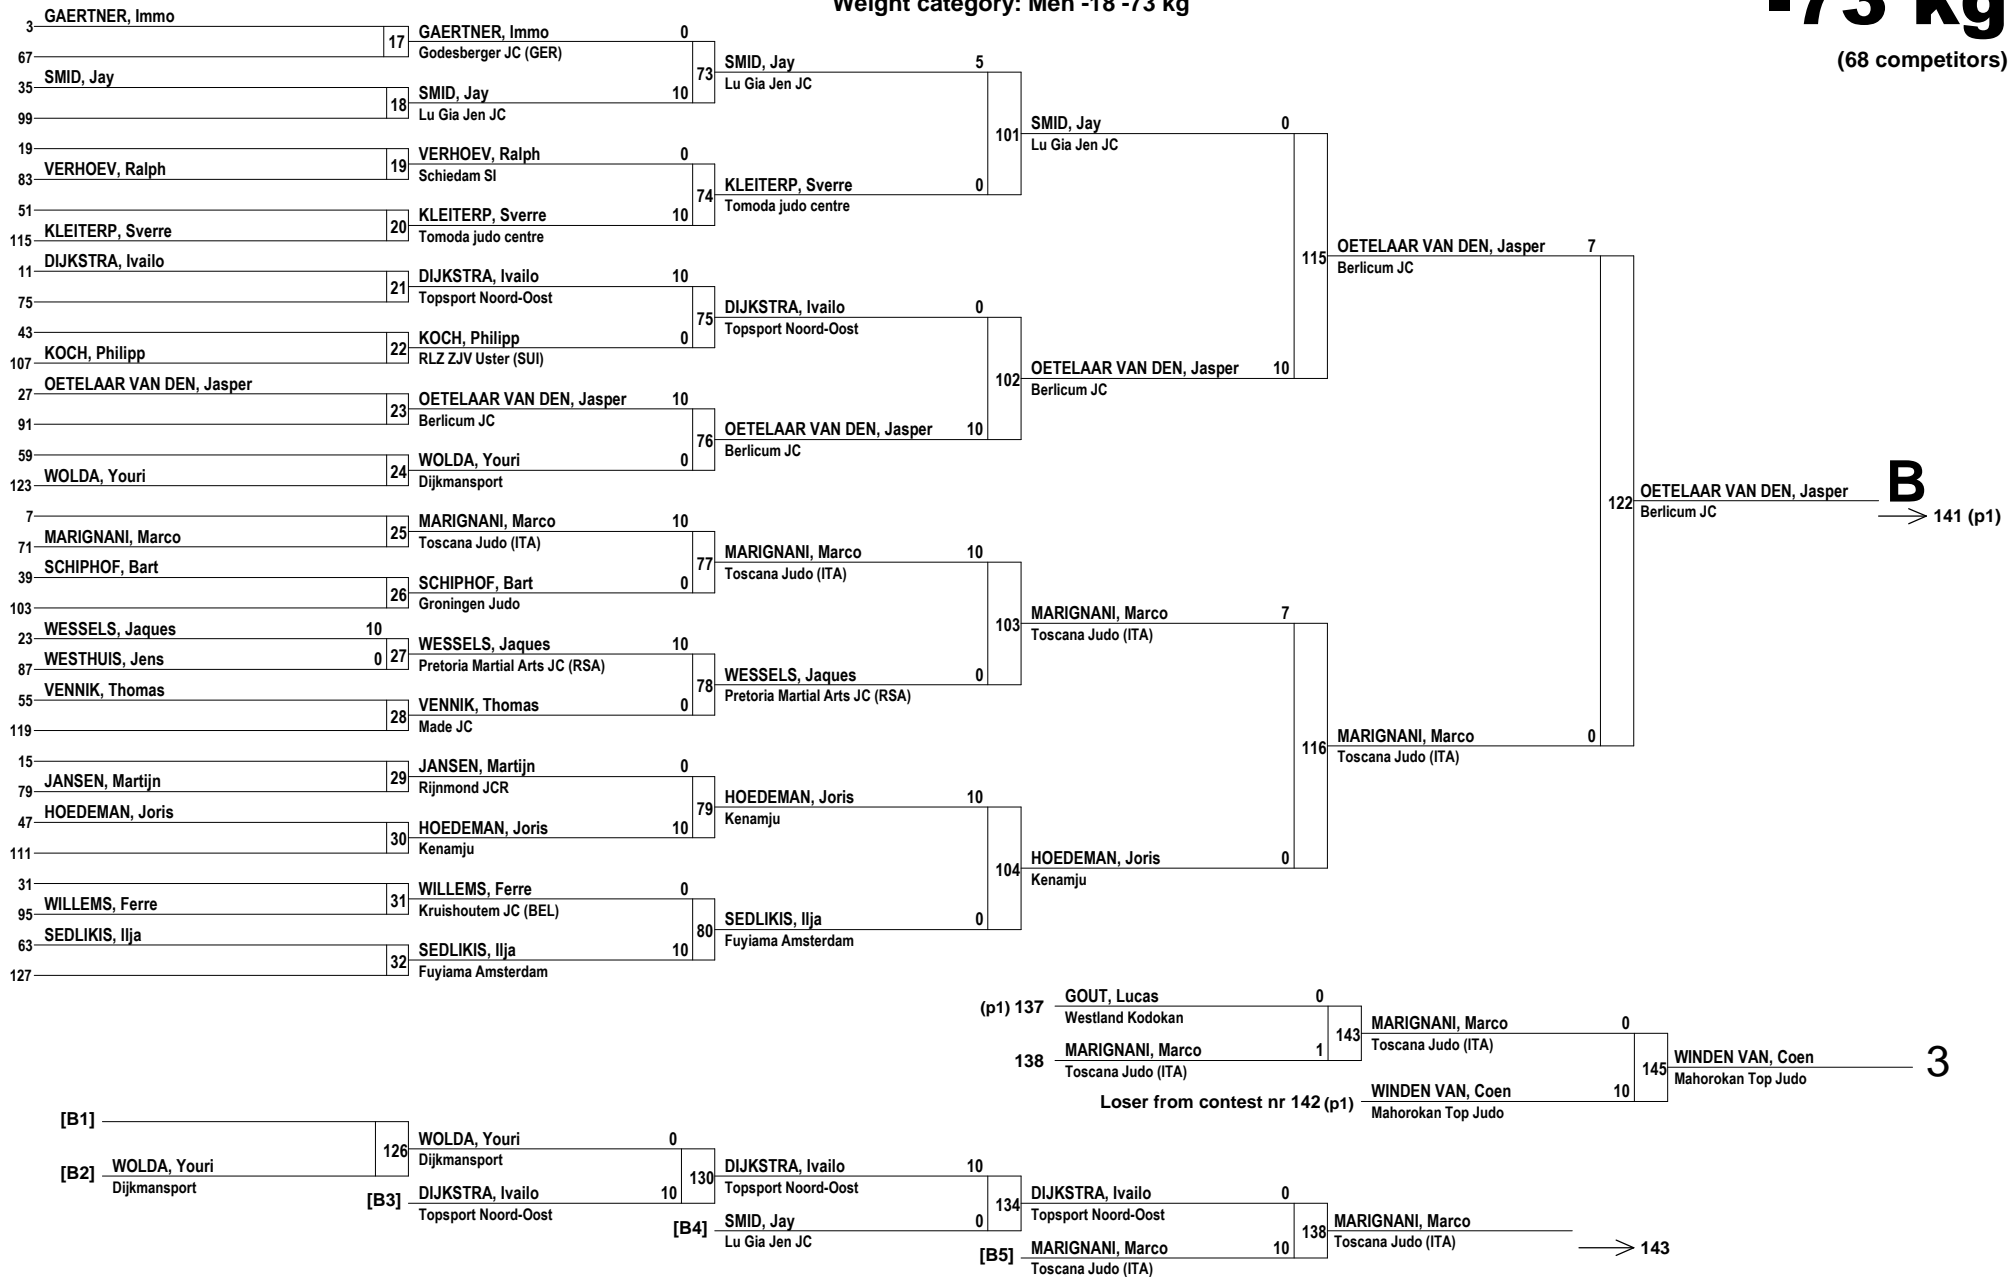 Weight category: Men -18 -73 kg
-73 kg
(68 competitors)
3 GAERTNER, Immo
67
17
35 SMID, Jay
99
18
19
83 VERHOEV, Ralph
19
51
115 KLEITERP, Sverre
20
11 DIJKSTRA, Ivailo
75
21
43
107 KOCH, Philipp
22
27 OETELAAR VAN DEN, Jasper
91
23
59
123 WOLDA, Youri
24
7
71 MARIGNANI, Marco
25
39 SCHIPHOF, Bart
103
26
23 WESSELS, Jaques 10
87 WESTHUIS, Jens 0
27
55 VENNIK, Thomas
119
28
15
79 JANSEN, Martijn
29
47 HOEDEMAN, Joris
111
30
31
95 WILLEMS, Ferre
31
63 SEDLIKIS, Ilja
127
32
GAERTNER, Immo 0
Godesberger JC (GER)
73
SMID, Jay 10
Lu Gia Jen JC
VERHOEV, Ralph 0
Schiedam SI
74
KLEITERP, Sverre 10
Tomoda judo centre
DIJKSTRA, Ivailo 10
Topsport Noord-Oost
75
KOCH, Philipp 0
RLZ ZJV Uster (SUI)
OETELAAR VAN DEN, Jasper 10
Berlicum JC
76
WOLDA, Youri 0
Dijkmansport
MARIGNANI, Marco 10
Toscana Judo (ITA)
77
SCHIPHOF, Bart 0
Groningen Judo
WESSELS, Jaques 10
Pretoria Martial Arts JC (RSA)
78
VENNIK, Thomas 0
Made JC
JANSEN, Martijn 0
Rijnmond JCR
79
HOEDEMAN, Joris 10
Kenamju
WILLEMS, Ferre 0
Kruishoutem JC (BEL)
80
SEDLIKIS, Ilja 10
Fuyiama Amsterdam
SMID, Jay 5
Lu Gia Jen JC
101
KLEITERP, Sverre 0
Tomoda judo centre
DIJKSTRA, Ivailo 0
Topsport Noord-Oost
102
OETELAAR VAN DEN, Jasper 10
Berlicum JC
MARIGNANI, Marco 10
Toscana Judo (ITA)
103
WESSELS, Jaques 0
Pretoria Martial Arts JC (RSA)
HOEDEMAN, Joris 10
Kenamju
104
SEDLIKIS, Ilja 0
Fuyiama Amsterdam
SMID, Jay 0
Lu Gia Jen JC
115
OETELAAR VAN DEN, Jasper 10
Berlicum JC
MARIGNANI, Marco 7
Toscana Judo (ITA)
116
HOEDEMAN, Joris 0
Kenamju
OETELAAR VAN DEN, Jasper 7
Berlicum JC
122
MARIGNANI, Marco 0
Toscana Judo (ITA)
OETELAAR VAN DEN, Jasper B
Berlicum JC
141 (p1)
(p1) 137 GOUT, Lucas 0
Westland Kodokan
143
138 MARIGNANI, Marco 1
Toscana Judo (ITA)
MARIGNANI, Marco 0
Toscana Judo (ITA)
145
Loser from contest nr 142 (p1) WINDEN VAN, Coen 10
Mahorokan Top Judo
WINDEN VAN, Coen 3
Mahorokan Top Judo
[B1]
126
[B2] WOLDA, Youri
Dijkmansport
WOLDA, Youri 0
Dijkmansport
130
[B3] DIJKSTRA, Ivailo 10
Topsport Noord-Oost
DIJKSTRA, Ivailo 10
Topsport Noord-Oost
134
[B4] SMID, Jay 0
Lu Gia Jen JC
DIJKSTRA, Ivailo 0
Topsport Noord-Oost
138
[B5] MARIGNANI, Marco 10
Toscana Judo (ITA)
MARIGNANI, Marco
Toscana Judo (ITA)
143